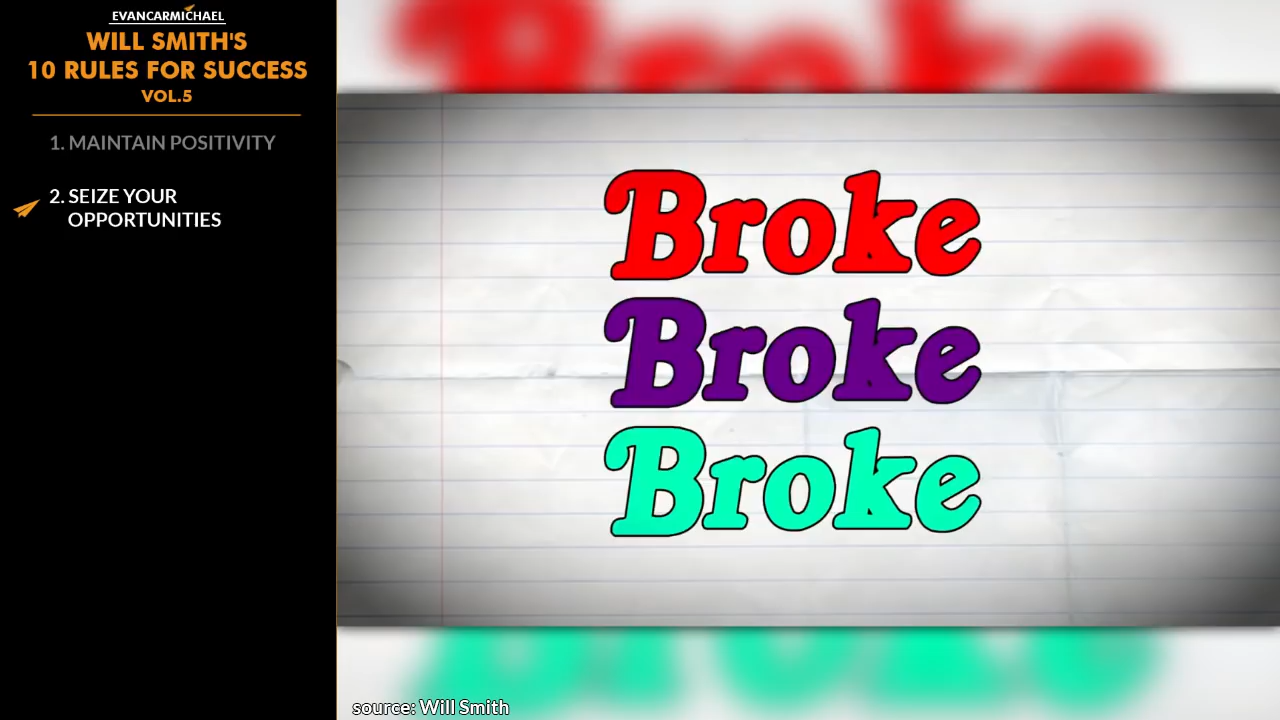 EVANCARMICHAEL
WILL SMITH'S
10 RULES FOR SUCCESS
VOL.5
1. MAINTAIN POSITIVITY
2. SEIZE YOUR
OPPORTUNITIES
Broke
Broke
Broke
source: Will Smith